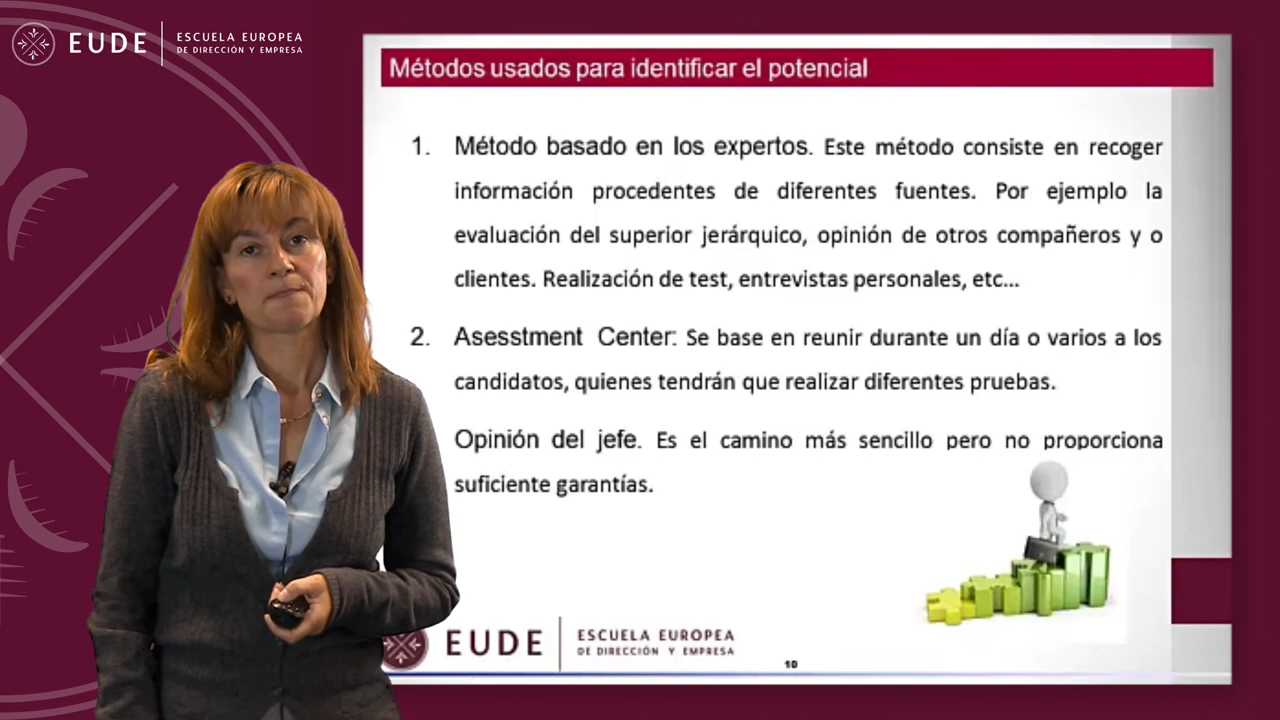 EUDE
ESCUELA EUROPEA
DE DIRECCIÓN Y EMPRESA
Métodos usados para identificar el potencial
1. Método basado en los expertos. Este método consiste en recoger
información procedentes de diferentes fuentes. Por ejemplo la
evaluación del superior jerárquico, opinión de otros compañeros y o
clientes. Realización de test, entrevistas personales, etc...
2. Asesstment Center: Se base en reunir durante un día o varios a los
candidatos, quienes tendrán que realizar diferentes pruebas.
Opinión del jefe. Es el camino más sencillo pero no proporciona
suficiente garantías.
EUDE
ESCUELA EUROPEA
DE DIRECCIÓN Y EMPRESA
10